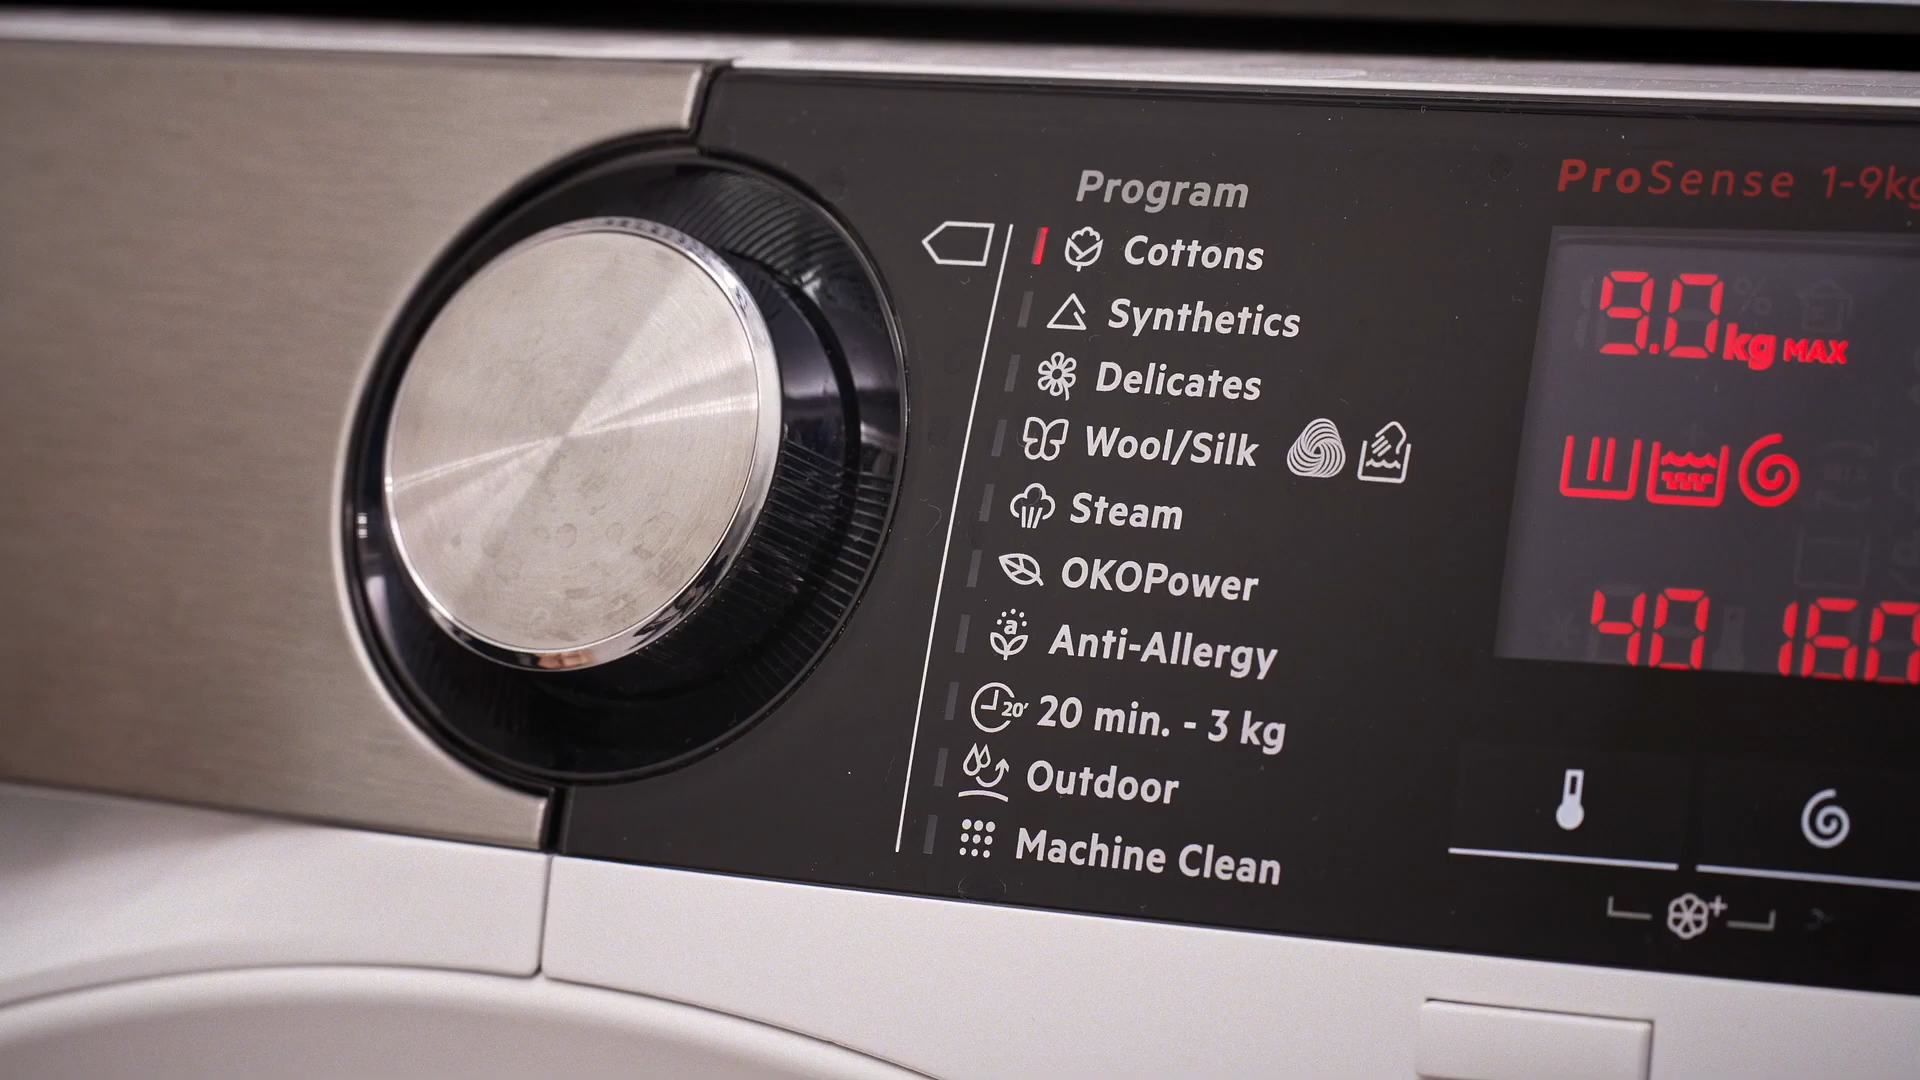 Program
Cottons
Synthetics
Delicates
Wool/Silk
Steam
OKOPower
a
Anti-Allergy
20' 20 min. - 3 kg
Outdoor
Machine Clean
ProSense 1-9kg
9.0 kg MAX
40 160